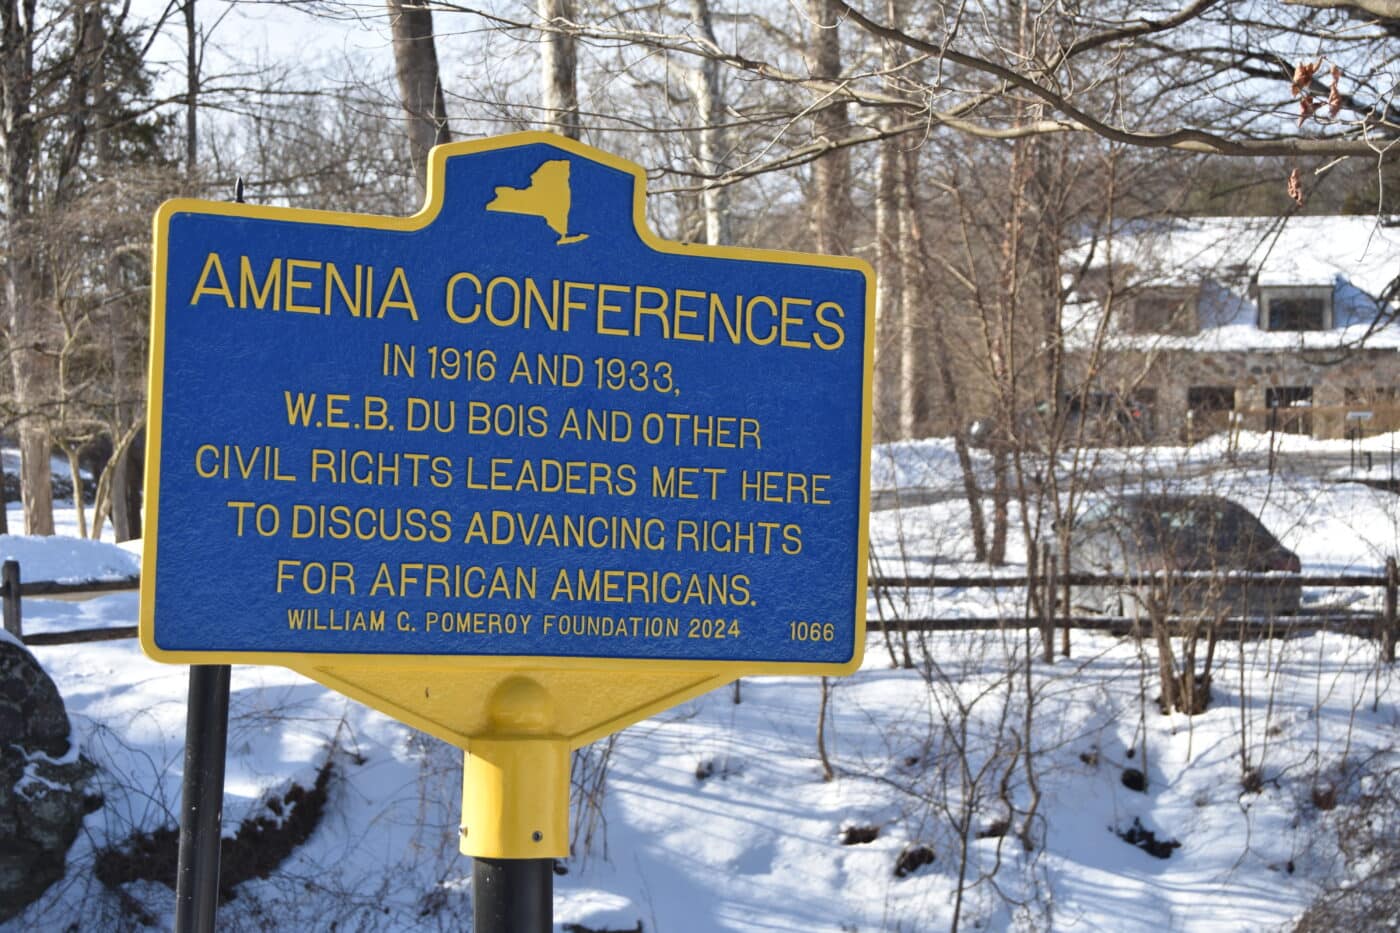 AMENIA CONFERENCES
IN 1916 AND 1933,
W.E.B. DU BOIS AND OTHER
CIVIL RIGHTS LEADERS MET HERE
TO DISCUSS ADVANCING RIGHTS
FOR AFRICAN AMERICANS.
WILLIAM G. POMEROY FOUNDATION 2024 1066